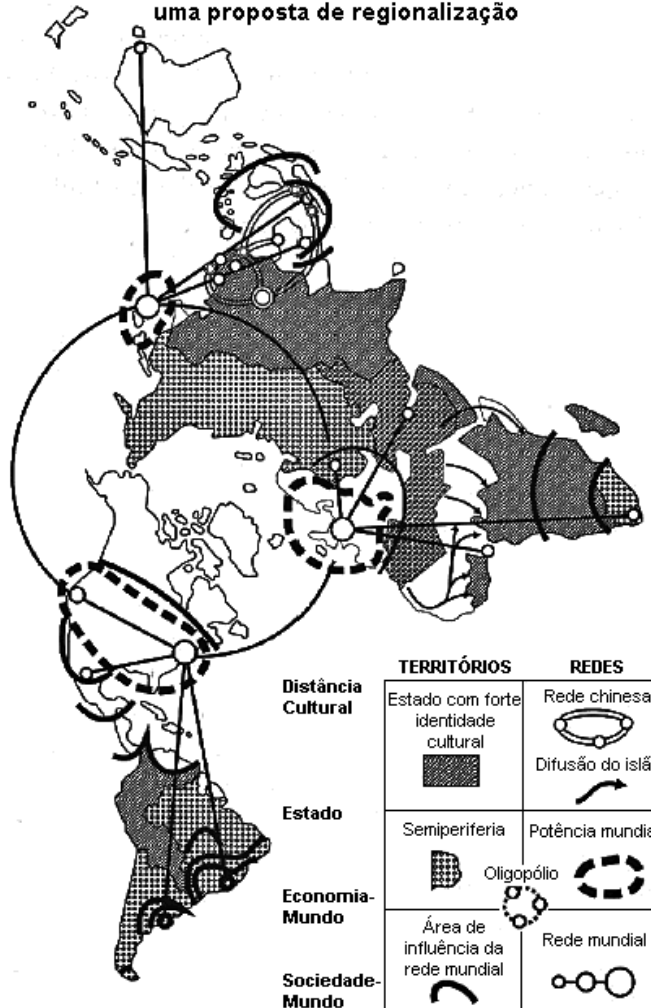 uma proposta de regionalização
TERRITÓRIOS
REDES
Distância
Cultural
Estado com forte
identidade
cultural
Rede chinesa
Difusão do islã
Estado
Semiperiferia
Potência mundial
Oligopólio
Economia-
Mundo
Área de
influência da
rede mundial
Rede mundial
Sociedade-
Mundo